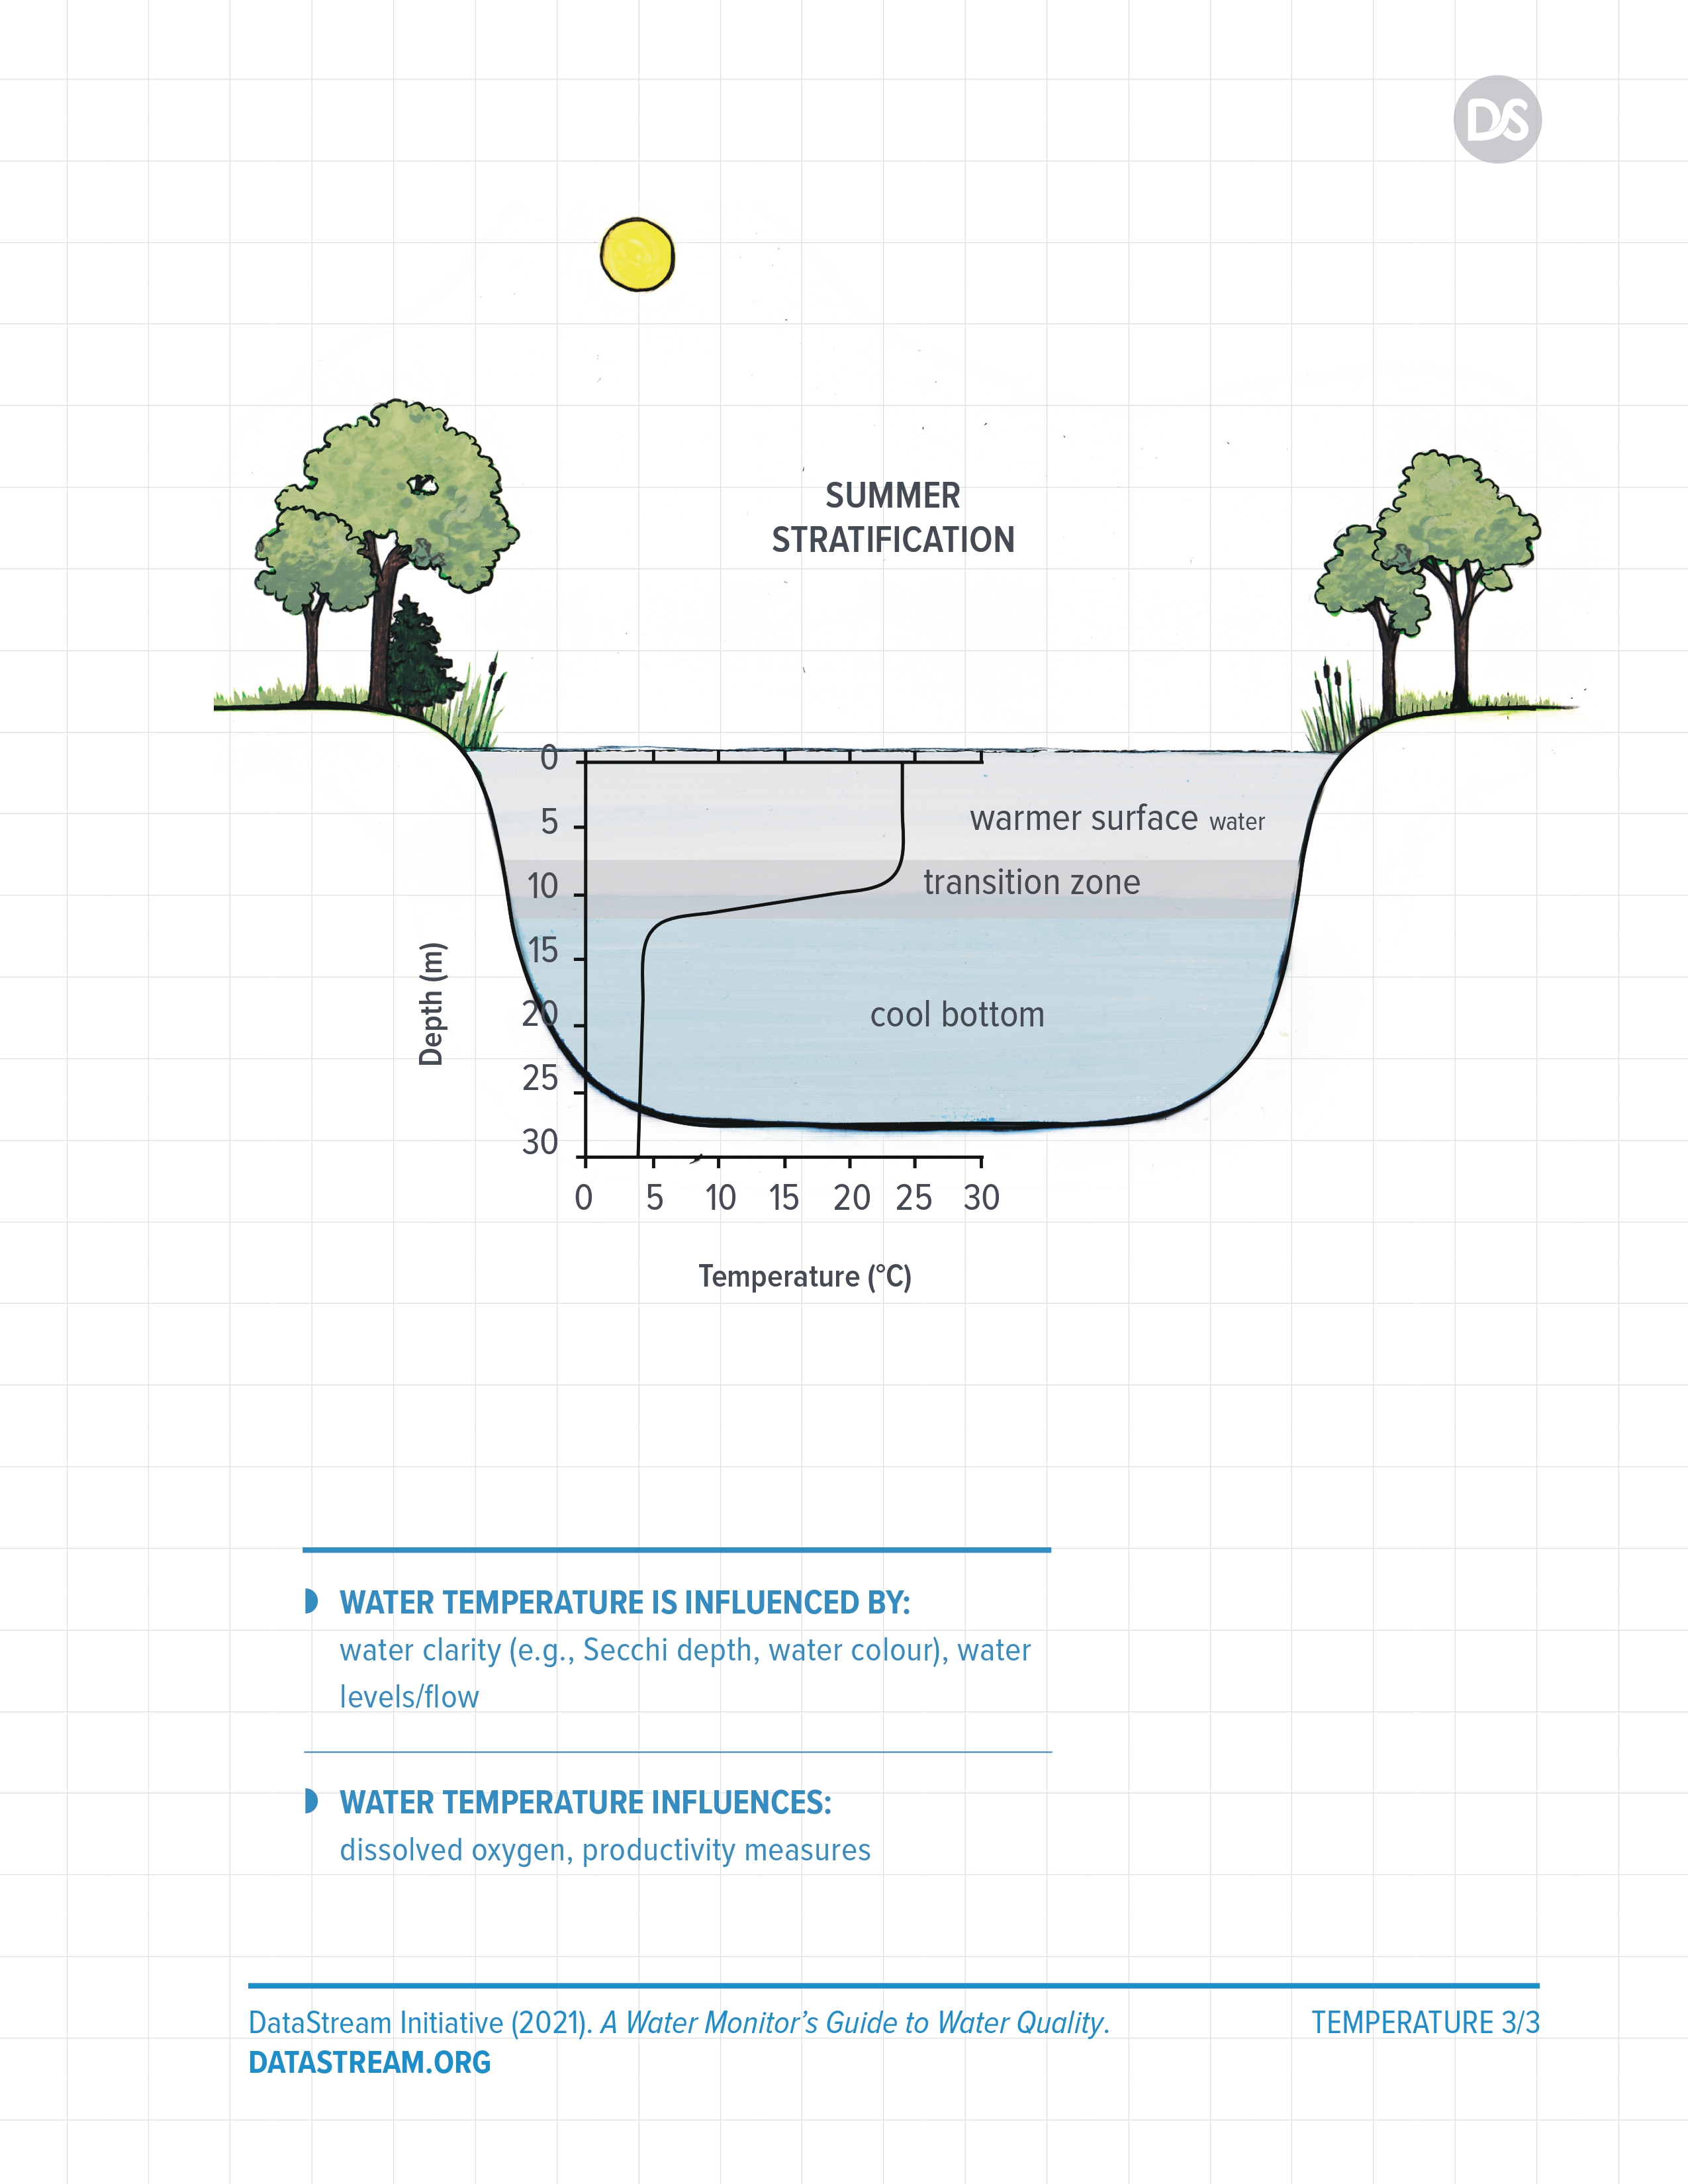 DS
SUMMER
STRATIFICATION
0
5
10
15
20
25
30
Depth (m)
warmer surface water
transition zone
cool bottom
0 5 10 15 20 25 30
Temperature (°C)
WATER TEMPERATURE IS INFLUENCED BY:
water clarity (e.g., Secchi depth, water colour), water
levels/flow
WATER TEMPERATURE INFLUENCES:
dissolved oxygen, productivity measures
DataStream Initiative (2021). A Water Monitor’s Guide to Water Quality.
DATASTREAM.ORG
TEMPERATURE 3/3